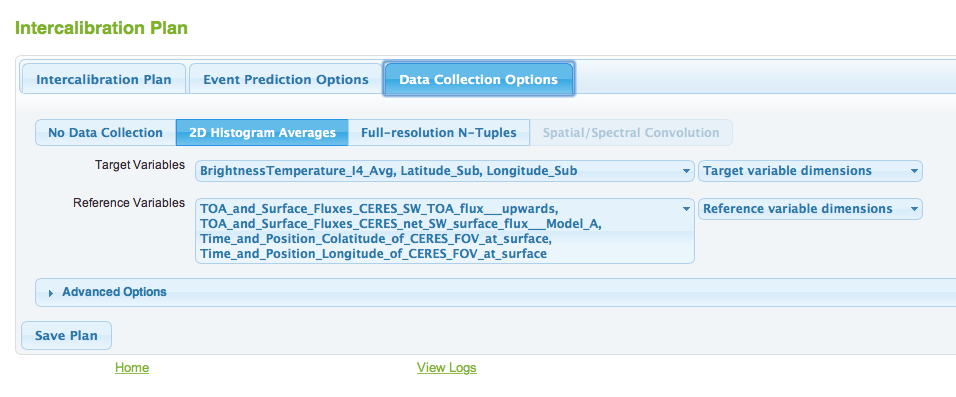 Intercalibration Plan
Intercalibration Plan Event Prediction Options Data Collection Options
No Data Collection 2D Histogram Averages Full-resolution N-Tuples Spatial/Spectral Convolution
Target Variables BrightnessTemperature_I4_Avg, Latitude_Sub, Longitude_Sub Target variable dimensions
Reference Variables TOA_and_Surface_Fluxes_CERES_SW_TOA_flux___upwards, Reference variable dimensions
TOA_and_Surface_Fluxes_CERES_net_SW_surface_flux___Model_A,
Time_and_Position_Colatitude_of_CERES_FOV_at_surface,
Time_and_Position_Longitude_of_CERES_FOV_at_surface
Advanced Options
Save Plan
Home View Logs